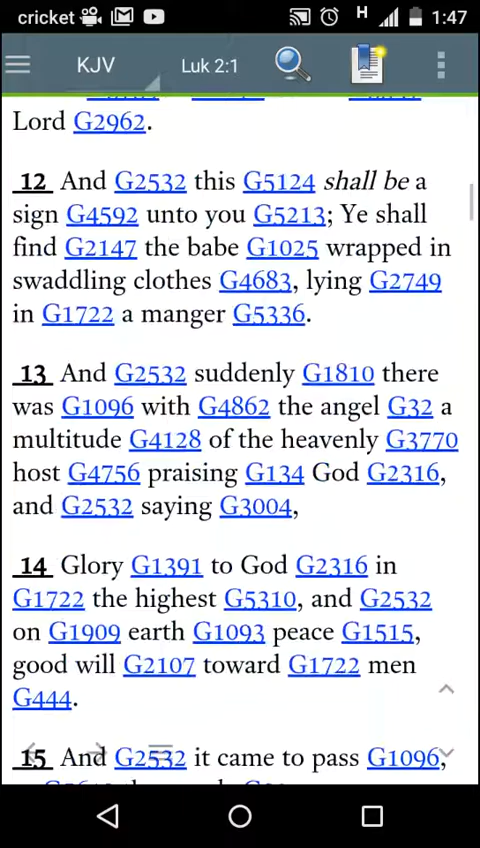 cricket H 1:47
KJV Luk 2:1
Lord G2962.
12 And G2532 this G5124 shall be a
sign G4592 unto you G5213; Ye shall
find G2147 the babe G1025 wrapped in
swaddling clothes G4683, lying G2749
in G1722 a manger G5336.
13 And G2532 suddenly G1810 there
was G1096 with G4862 the angel G32 a
multitude G4128 of the heavenly G3770
host G4756 praising G134 God G2316,
and G2532 saying G3004,
14 Glory G1391 to God G2316 in
G1722 the highest G5310, and G2532
on G1909 earth G1093 peace G1515,
good will G2107 toward G1722 men
G444.
15 And G2532 it came to pass G1096,